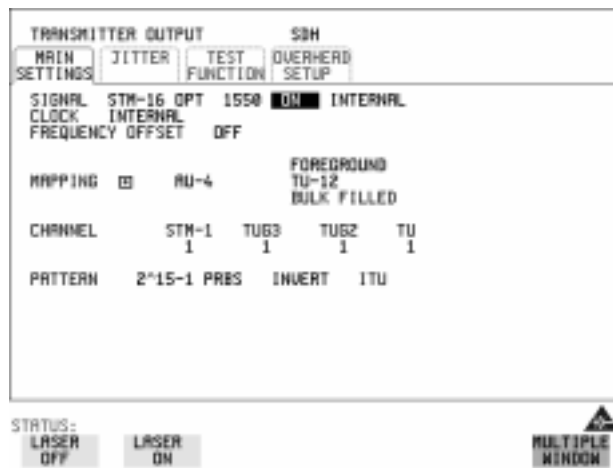 TRANSMITTER OUTPUT SDH
MAIN SETTINGS JITTER TEST FUNCTION OVERHEAD SETUP
SIGNAL STM-16 OPT 1550 ON INTERNAL
CLOCK INTERNAL
FREQUENCY OFFSET OFF
FOREGROUND
MAPPING AU-4 TU-12
BULK FILLED
CHANNEL STM-1 TUG3 TUG2 TU
1 1 1 1
PATTERN 2^15-1 PRBS INVERT ITU
STATUS:
LASER OFF LASER ON MULTIPLE WINDOW